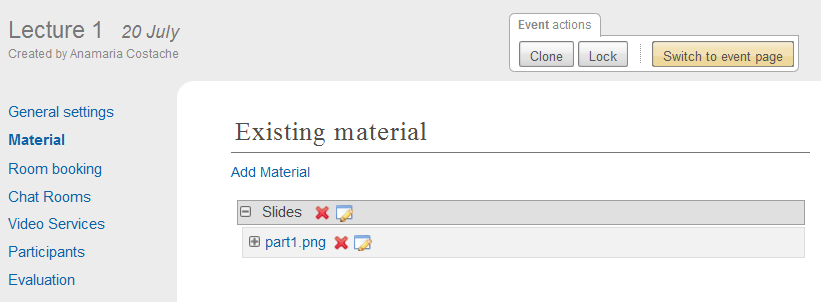 Lecture 1 20 July
Created by Anamaria Costache
Event actions
Clone Lock Switch to event page
General settings
Material
Room booking
Chat Rooms
Video Services
Participants
Evaluation
Existing material
Add Material
Slides
part1.png